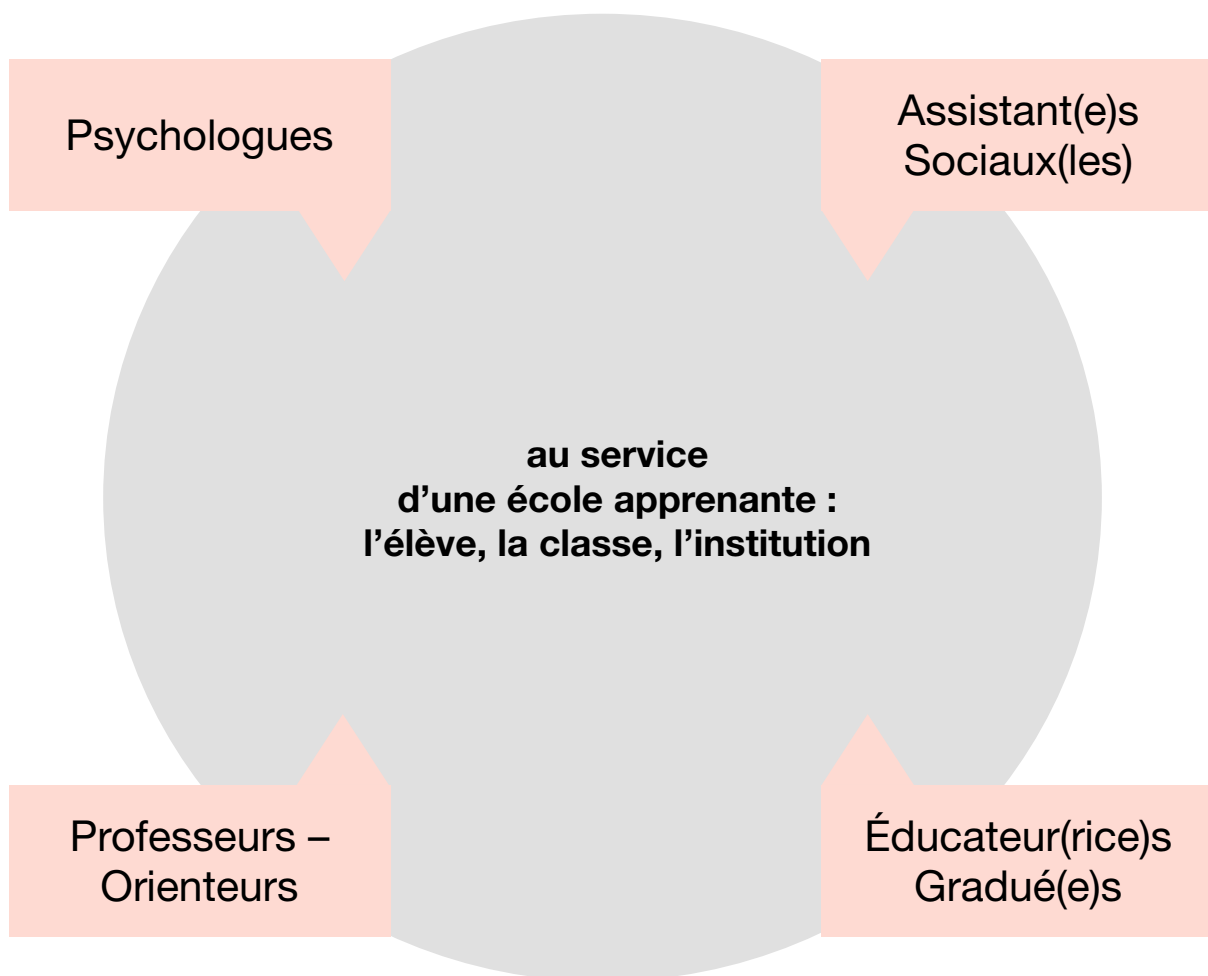 Psychologues
Assistant(e)s
Sociaux(les)
au service
d’une école apprenante :
l’élève, la classe, l’institution
Professeurs –
Orienteurs
Éducateur(rice)s
Gradué(e)s